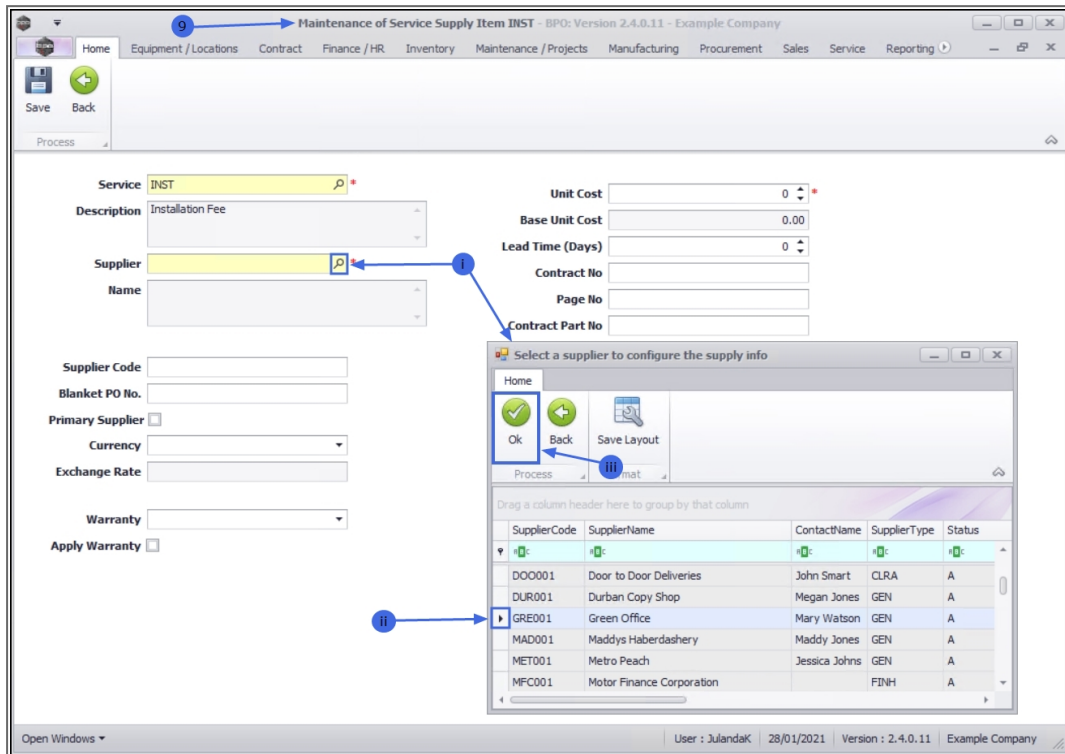 9
Maintenance of Service Supply Item INST - BPO: Version 2.4.0.11 - Example Company
Home Equipment / Locations Contract Finance / HR Inventory Maintenance / Projects Manufacturing Procurement Sales Service Reporting
Save Back
Process
Service INST *
Description Installation Fee
Supplier *
Name
Supplier Code
Blanket PO No.
Primary Supplier
Currency
Exchange Rate
Warranty
Apply Warranty
Unit Cost 0 *
Base Unit Cost 0.00
Lead Time (Days) 0
Contract No
Page No
Contract Part No
i
Select a supplier to configure the supply info
Home
Ok Back Save Layout
Process
iii
Drag a column header here to group by that column
SupplierCode SupplierName ContactName SupplierType Status
DOO001 Door to Door Deliveries John Smart CLRA A
DUR001 Durban Copy Shop Megan Jones GEN A
ii
GRE001 Green Office Mary Watson GEN A
MAD001 Maddys Haberdashery Maddy Jones GEN A
MET001 Metro Peach Jessica Johns GEN A
MFC001 Motor Finance Corporation FINH A
Open Windows User : JulandaK 28/01/2021 Version : 2.4.0.11 Example Company